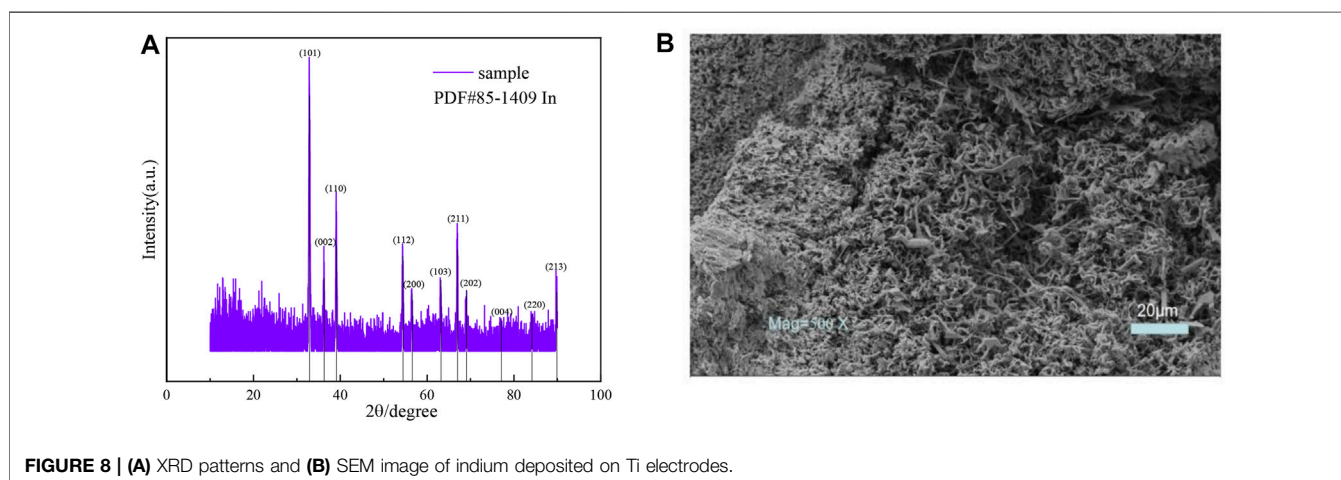 A
(101)
sample
PDF#85-1409 In
(110)
(002)
(211)
(112)
(200)
(103)
(202)
(213)
(004)
(220)
Intensity(a.u.)
0
20
40
60
80
100
2θ/degree
B
Mag=500 X
20μm
FIGURE 8 | (A) XRD patterns and (B) SEM image of indium deposited on Ti electrodes.